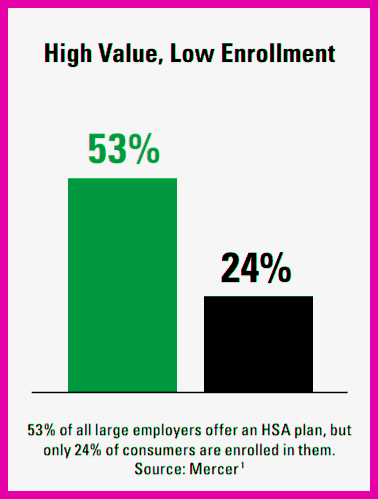 High Value, Low Enrollment
53%
24%
53% of all large employers offer an HSA plan, but
only 24% of consumers are enrolled in them.
Source: Mercer¹